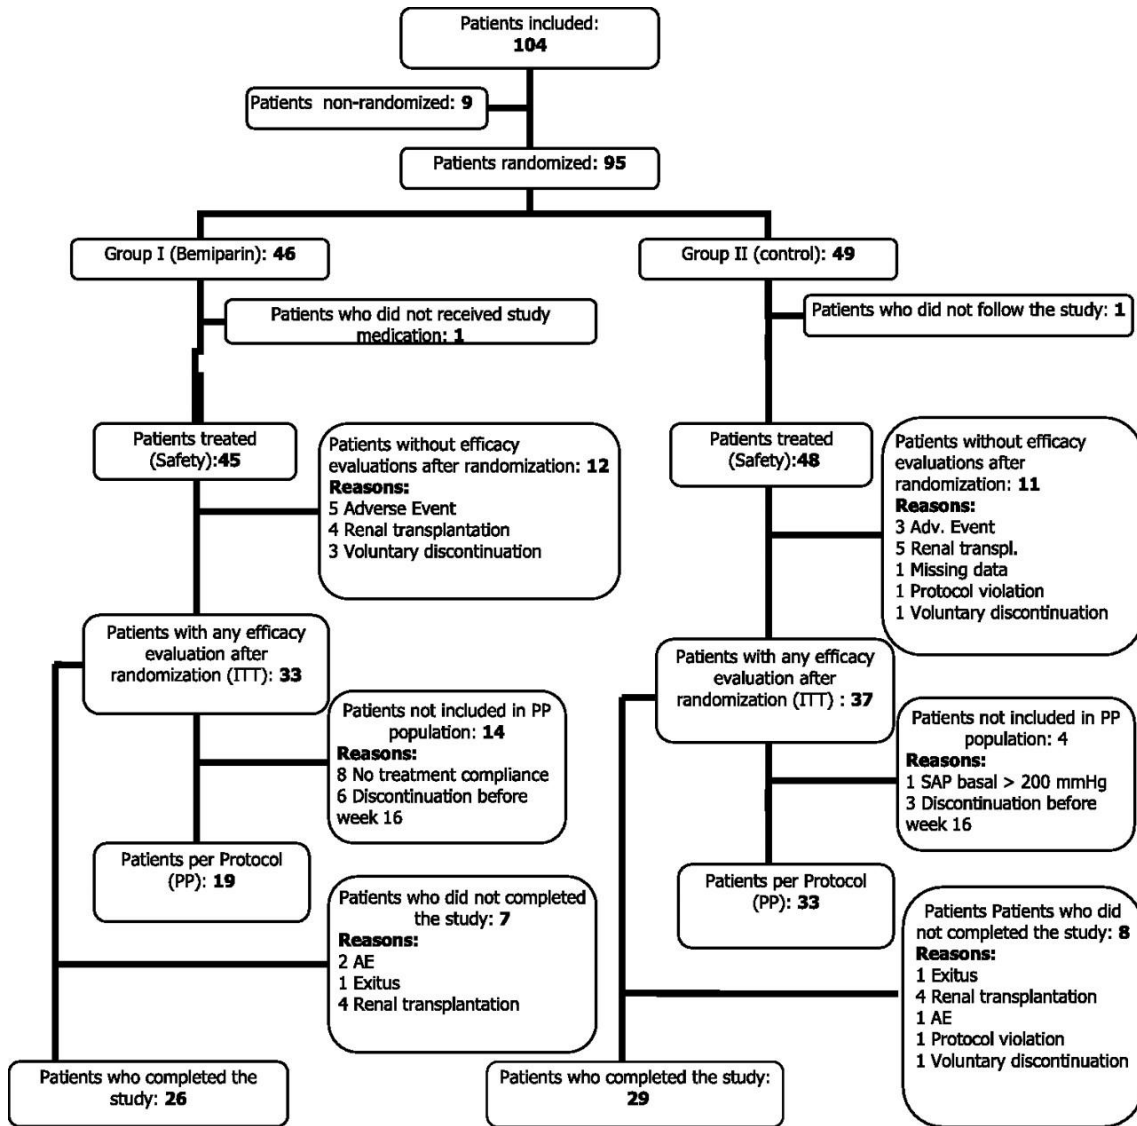 Patients included:
104
Patients non-randomized: 9
Patients randomized: 95
Group I (Bemiparin): 46
Group II (control): 49
Patients who did not received study
medication: 1
Patients who did not follow the study: 1
Patients treated
(Safety):45
Patients without efficacy
evaluations after randomization: 12
Reasons:
5 Adverse Event
4 Renal transplantation
3 Voluntary discontinuation
Patients treated
(Safety):48
Patients without efficacy
evaluations after
randomization: 11
Reasons:
3 Adv. Event
5 Renal transpl.
1 Missing data
1 Protocol violation
1 Voluntary discontinuation
Patients with any efficacy
evaluation after
randomization (ITT): 33
Patients with any efficacy
evaluation after
randomization (ITT) : 37
Patients not included in PP
population: 14
Reasons:
8 No treatment compliance
6 Discontinuation before
week 16
Patients not included in PP
population: 4
Reasons:
1 SAP basal > 200 mmHg
3 Discontinuation before
week 16
Patients per Protocol
(PP): 19
Patients per Protocol
(PP): 33
Patients who did not completed
the study: 7
Reasons:
2 AE
1 Exitus
4 Renal transplantation
Patients Patients who did
not completed the study: 8
Reasons:
1 Exitus
4 Renal transplantation
1 AE
1 Protocol violation
1 Voluntary discontinuation
Patients who completed the
study: 26
Patients who completed the study:
29